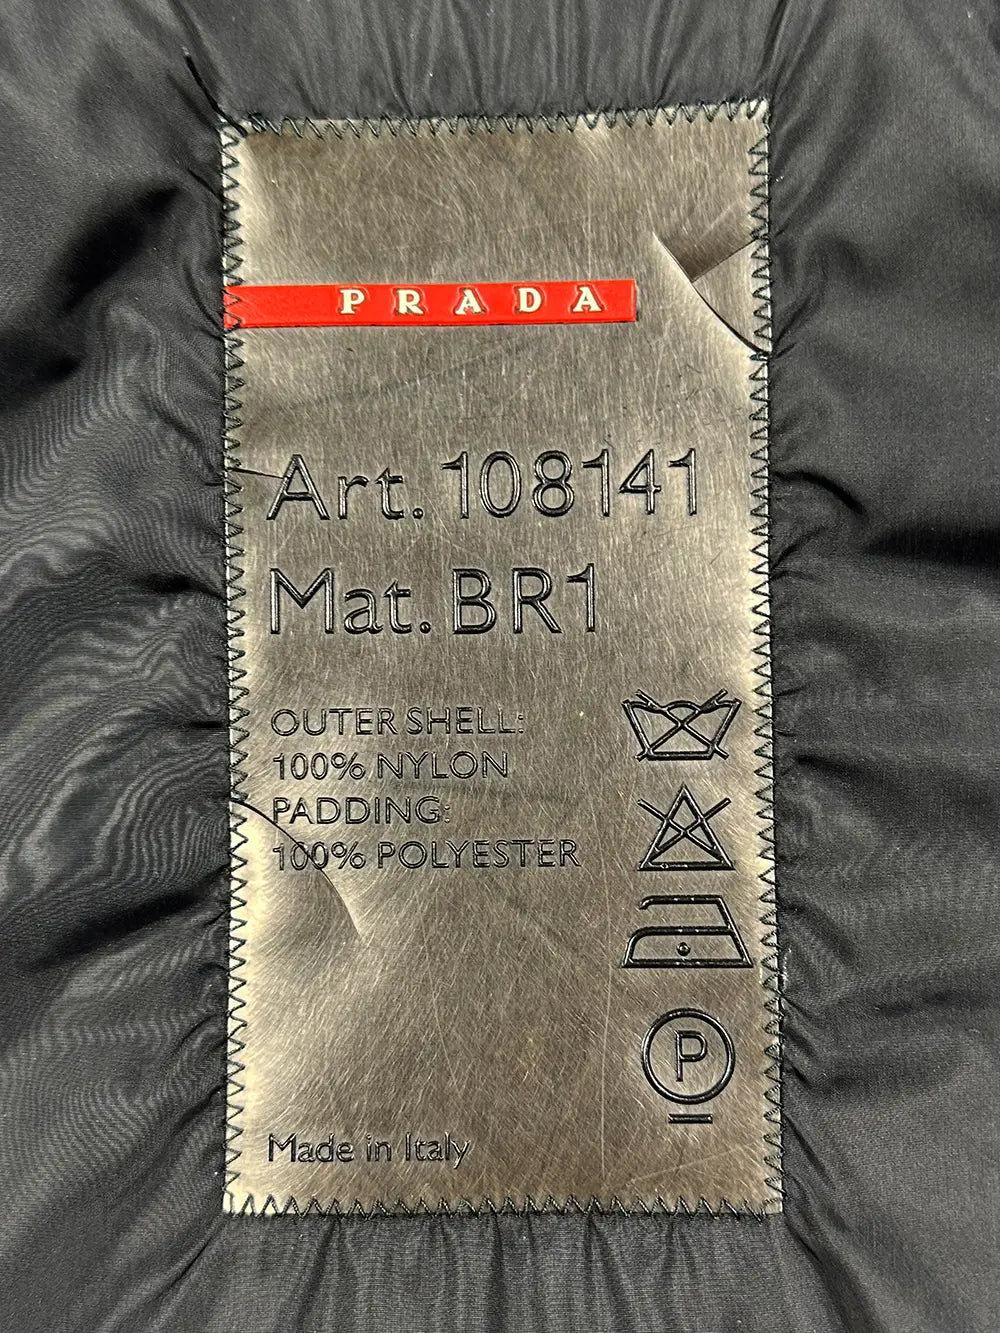 PRADA
Art. 108141
Mat. BR1
OUTER SHELL:
100% NYLON
PADDING:
100% POLYESTER
P
Made in Italy